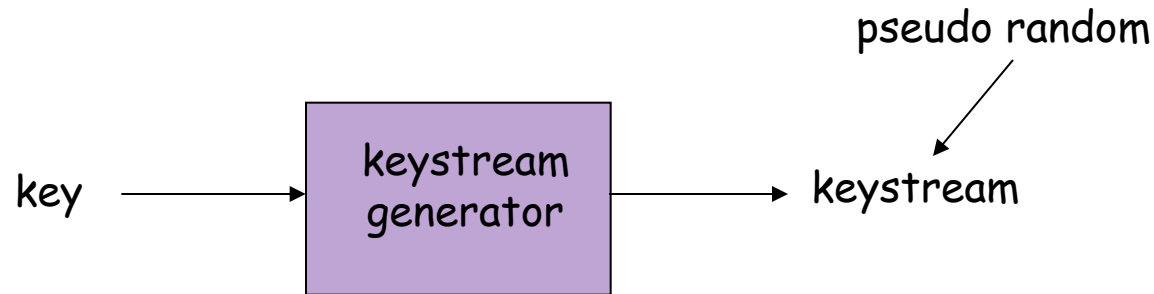 pseudo random
key
keystream
generator
keystream